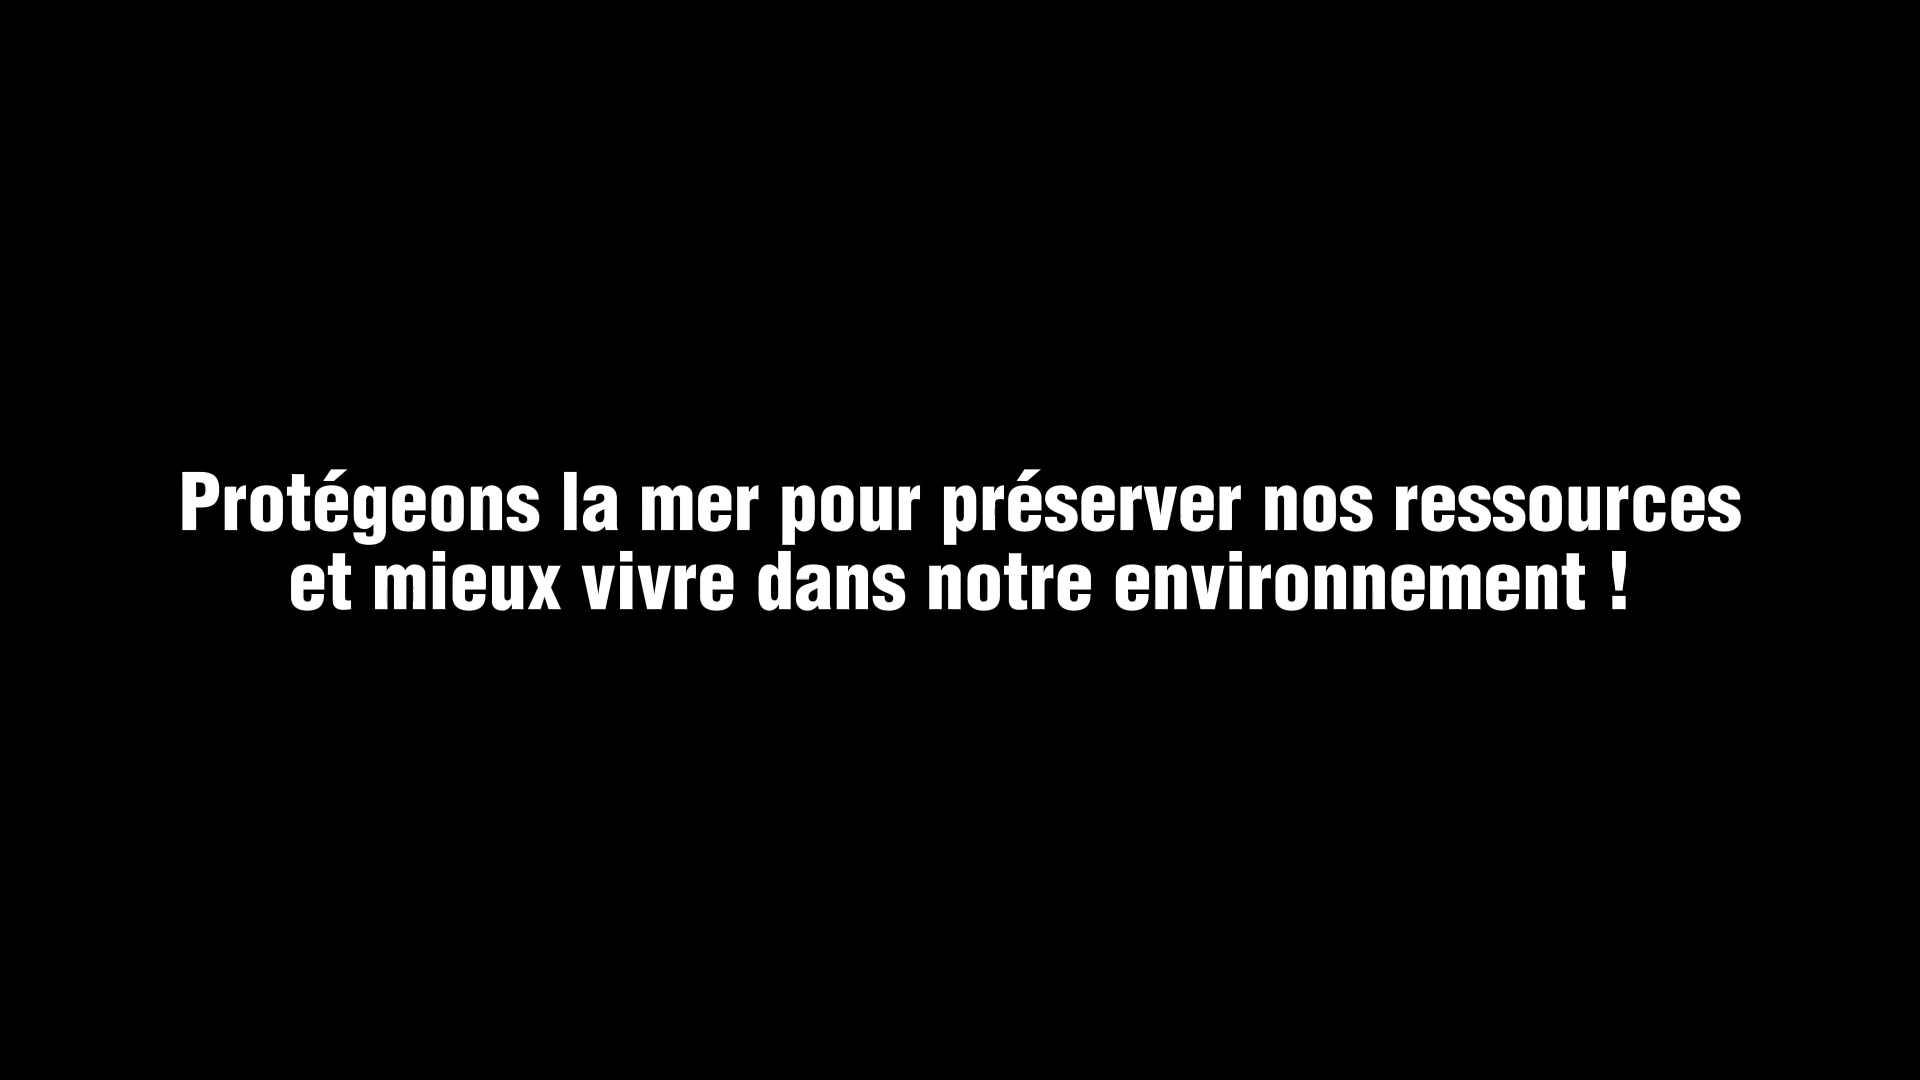 Protégeons la mer pour préserver nos ressources
et mieux vivre dans notre environnement !